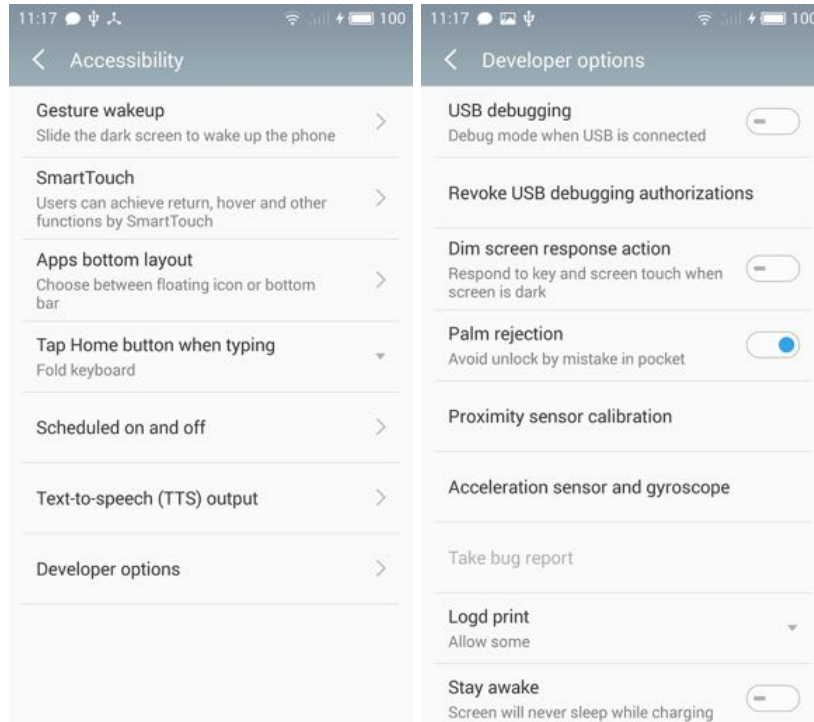 11:17
100
Accessibility
Gesture wakeup
Slide the dark screen to wake up the phone
SmartTouch
Users can achieve return, hover and other
functions by SmartTouch
Apps bottom layout
Choose between floating icon or bottom
bar
Tap Home button when typing
Fold keyboard
Scheduled on and off
Text-to-speech (TTS) output
Developer options
11:17
100
Developer options
USB debugging
Debug mode when USB is connected
Revoke USB debugging authorizations
Dim screen response action
Respond to key and screen touch when
screen is dark
Palm rejection
Avoid unlock by mistake in pocket
Proximity sensor calibration
Acceleration sensor and gyroscope
Take bug report
Logd print
Allow some
Stay awake
Screen will never sleep while charging